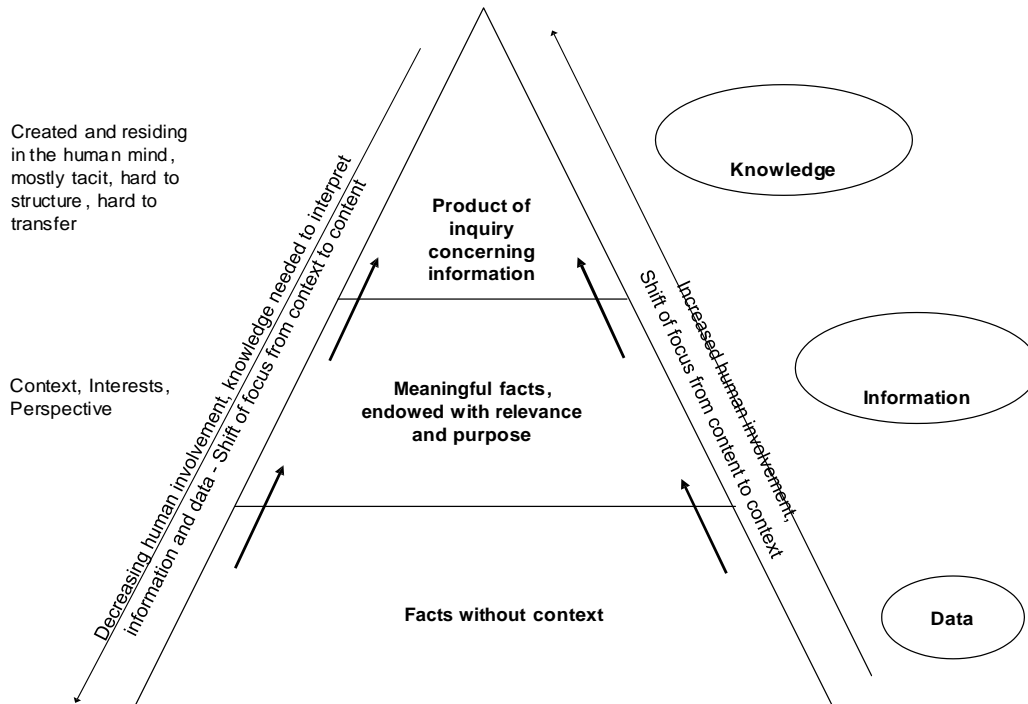 Created and residing
in the human mind,
mostly tacit, hard to
structure, hard to
transfer
Context, Interests,
Perspective
Decreasing human involvement, knowledge needed to interpret
information and data - Shift of focus from context to content
Product of
inquiry
concerning
information
Meaningful facts,
endowed with relevance
and purpose
Facts without context
Increased human involvement,
Shift of focus from content to context
Knowledge
Information
Data